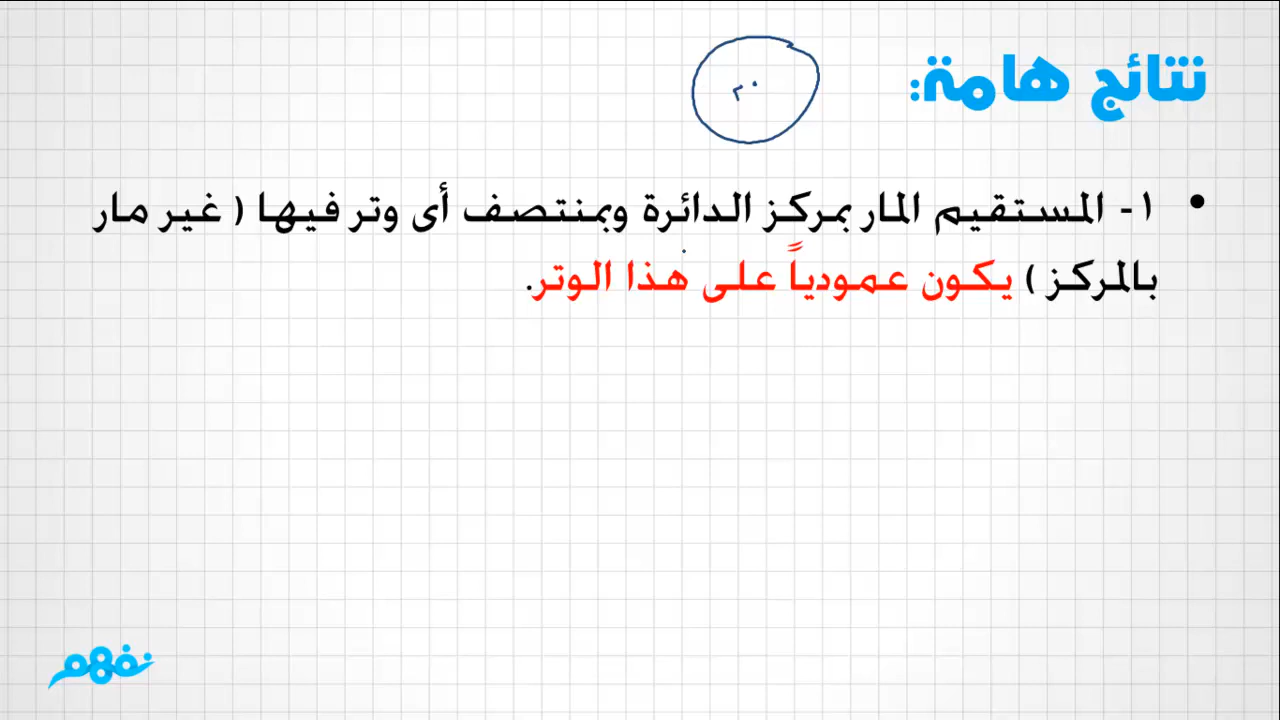 نتائج هامة:
١- المستقيم المار بمركز الدائرة وبمنتصف أى وتر فيها ( غير مار
بالمركز ) يكون عمودياً على هذا الوتر.
نفهم